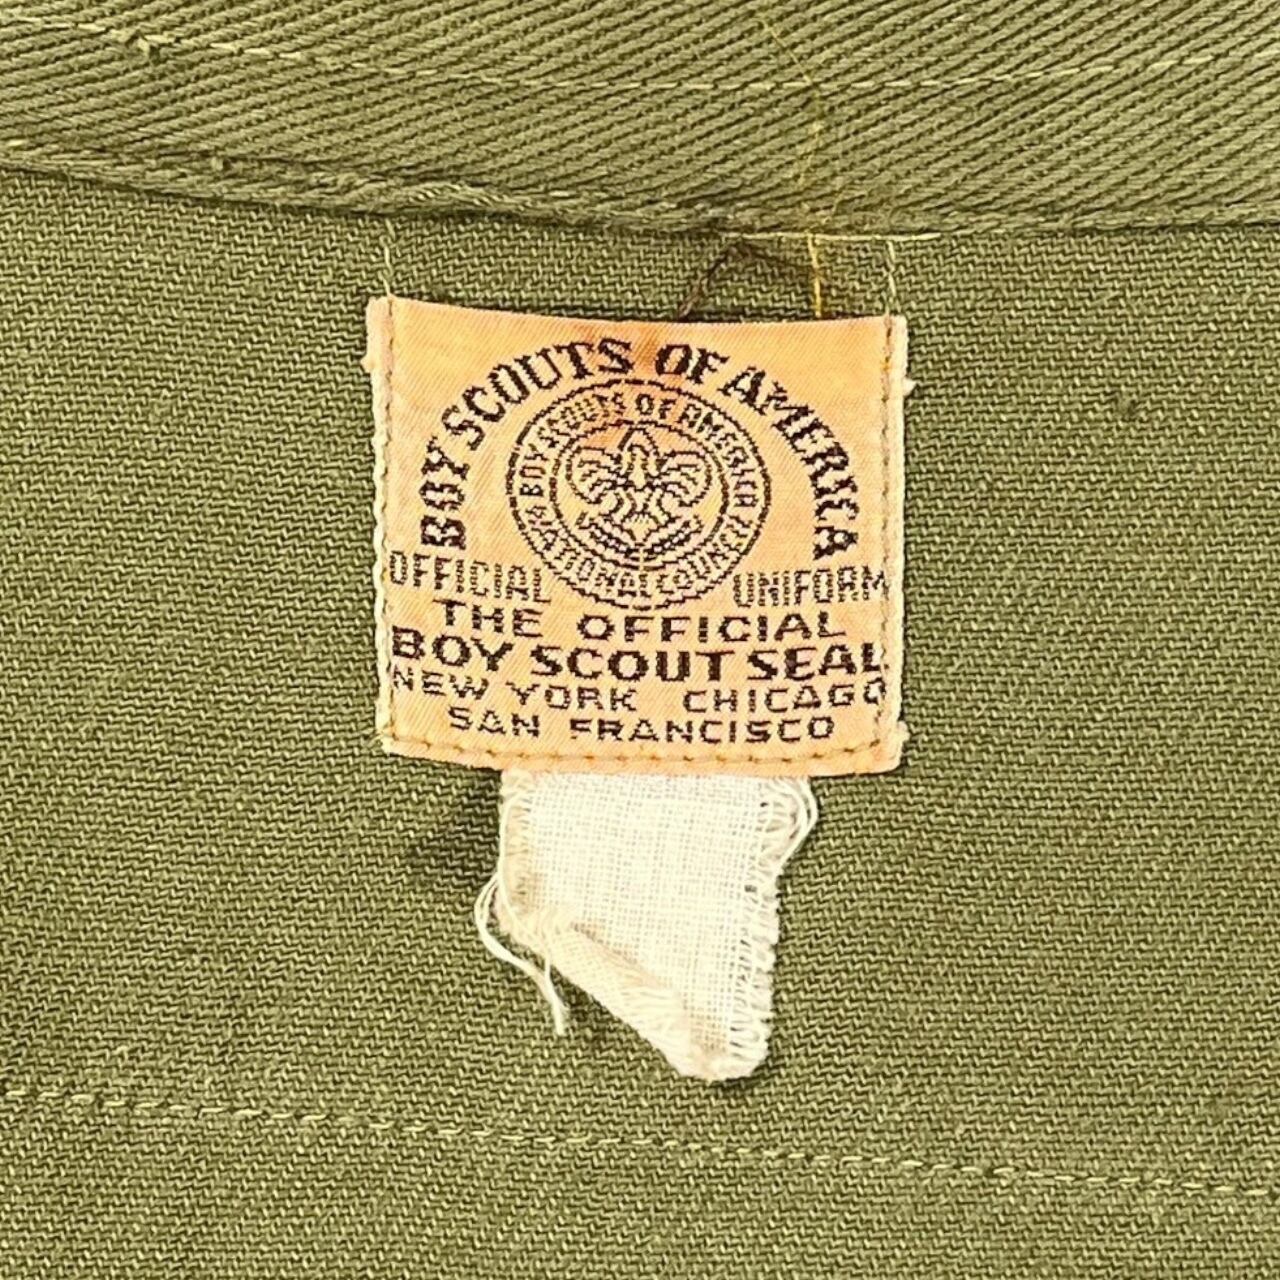 BOY SCOUTS OF AMERICA
BOY SCOUTS OF AMERICA
NATIONAL COUNCIL
OFFICIAL UNIFORM
THE OFFICIAL
BOY SCOUT SEAL
NEW YORK CHICAGO
SAN FRANCISCO